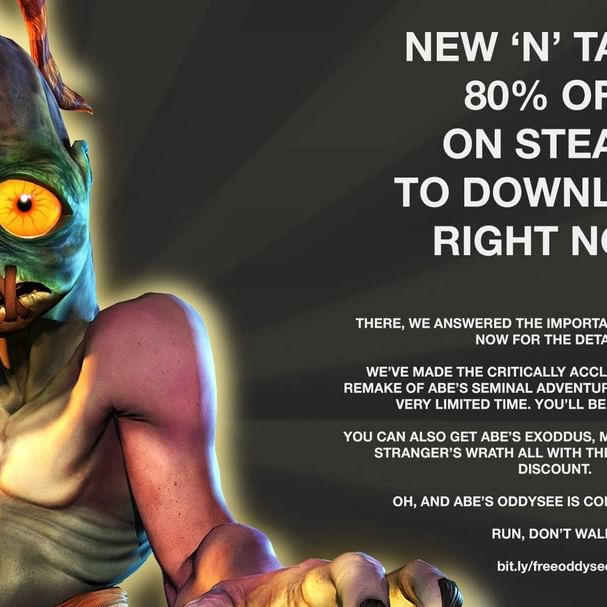 NEW ‘N’ TA
80% OF
ON STEA
TO DOWNL
RIGHT NO
THERE, WE ANSWERED THE IMPORTA
NOW FOR THE DETA
WE’VE MADE THE CRITICALLY ACCL
REMAKE OF ABE’S SEMINAL ADVENTUR
VERY LIMITED TIME. YOU’LL BE
YOU CAN ALSO GET ABE’S EXODDUS, M
STRANGER’S WRATH ALL WITH THE
DISCOUNT.
OH, AND ABE’S ODDYSEE IS CO
RUN, DON’T WAL
bit.ly/freeoddysee